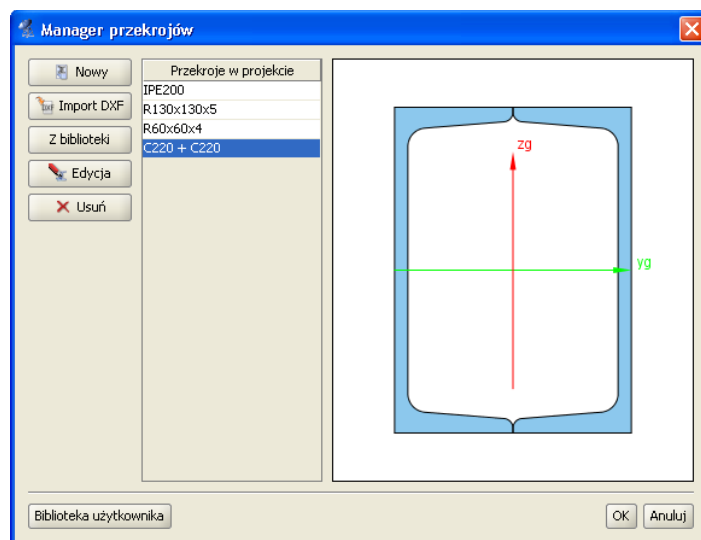 Manager przekrojów
Nowy
Import DXF
Z biblioteki
Edycja
Usuń
Przekroje w projekcie
IPE200
R130x130x5
R60x60x4
C220 + C220
zg
yg
Biblioteka użytkownika
OK
Anuluj